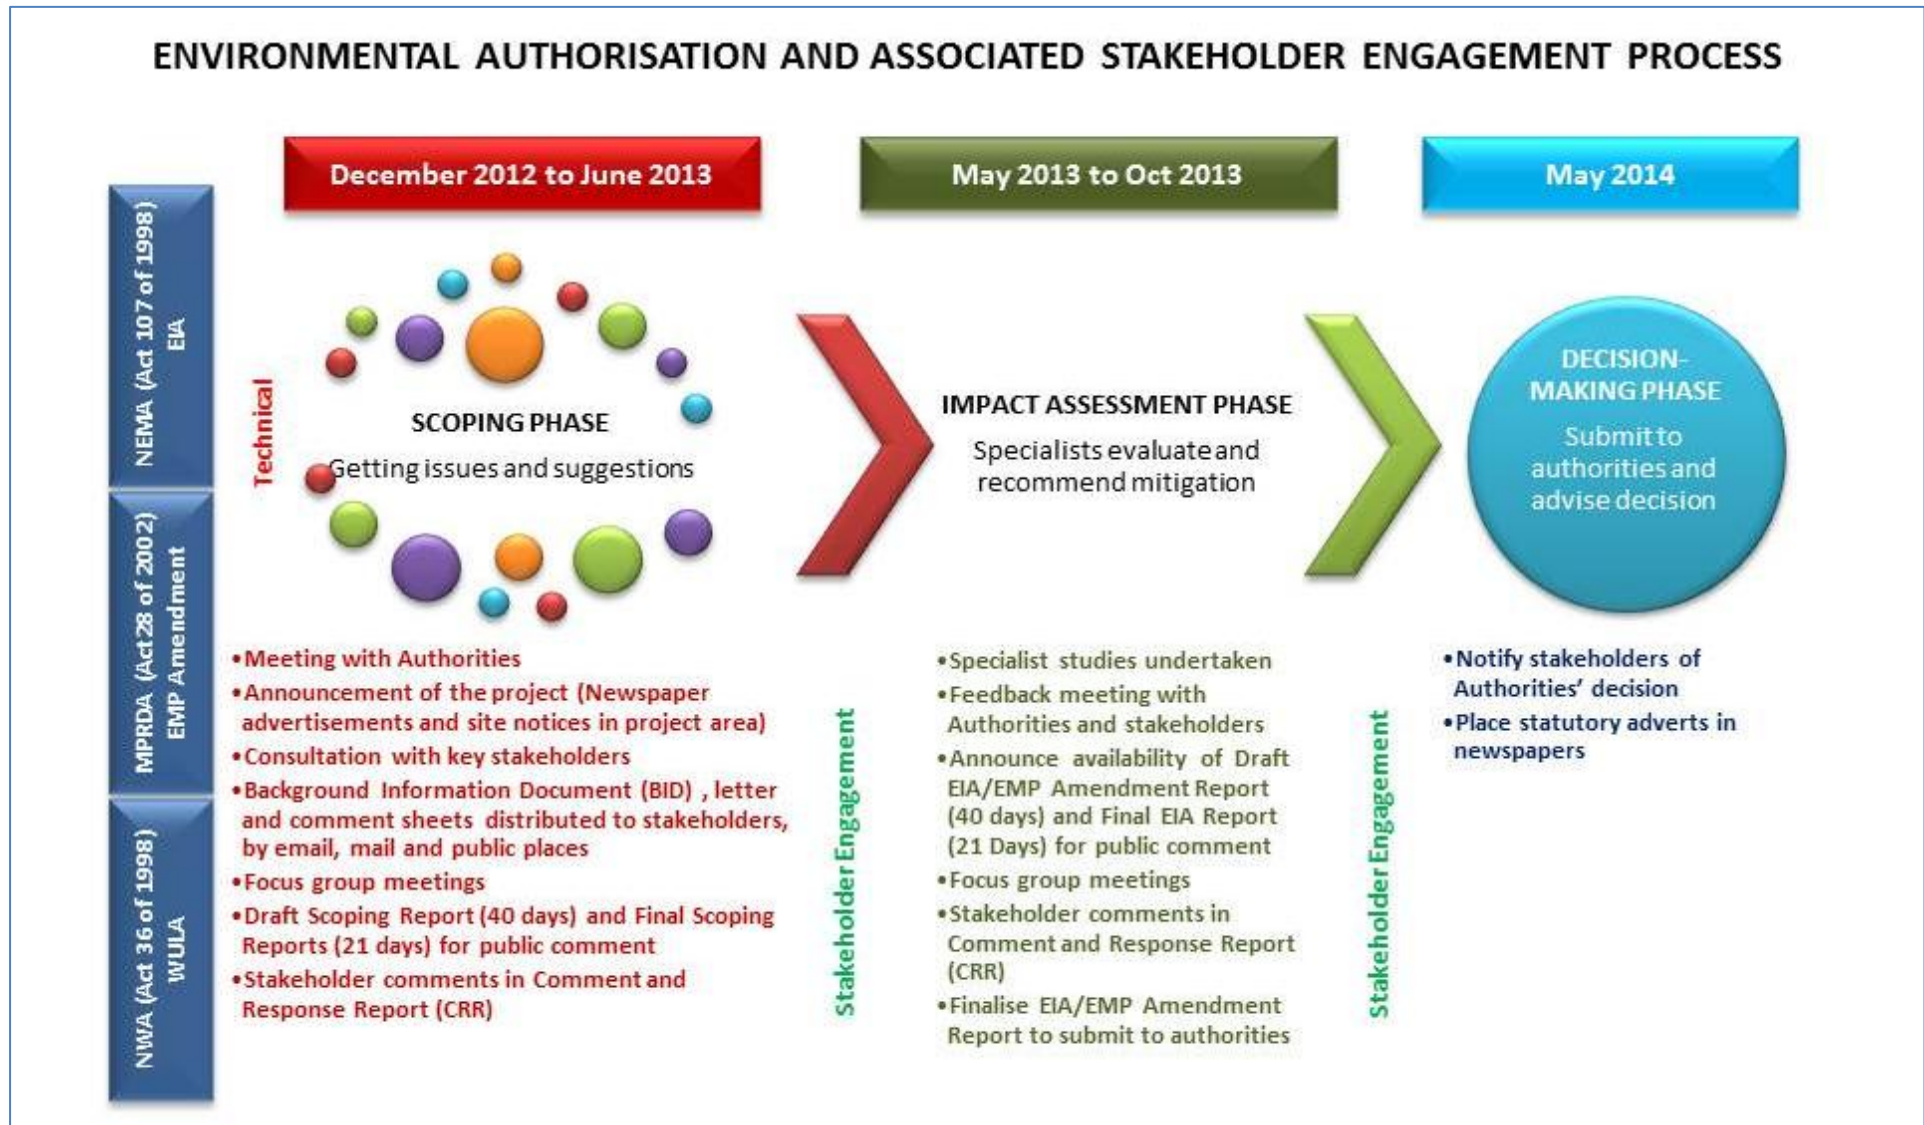 ENVIRONMENTAL AUTHORISATION AND ASSOCIATED STAKEHOLDER ENGAGEMENT PROCESS
December 2012 to June 2013
May 2013 to Oct 2013
May 2014
NEMA (Act 107 of 1998)
EIA
MPRDA (Act 28 of 2002)
EMP Amendment
NWA (Act 36 of 1998)
WULA
Technical
SCOPING PHASE
Getting issues and suggestions
•Meeting with Authorities
•Announcement of the project (Newspaper
advertisements and site notices in project area)
•Consultation with key stakeholders
•Background Information Document (BID) , letter
and comment sheets distributed to stakeholders,
by email, mail and public places
•Focus group meetings
•Draft Scoping Report (40 days) and Final Scoping
Reports (21 days) for public comment
•Stakeholder comments in Comment and
Response Report (CRR)
Stakeholder Engagement
IMPACT ASSESSMENT PHASE
Specialists evaluate and
recommend mitigation
•Specialist studies undertaken
•Feedback meeting with
Authorities and stakeholders
•Announce availability of Draft
EIA/EMP Amendment Report
(40 days) and Final EIA Report
(21 Days) for public comment
•Focus group meetings
•Stakeholder comments in
Comment and Response Report
(CRR)
•Finalise EIA/EMP Amendment
Report to submit to authorities
Stakeholder Engagement
DECISION-
MAKING PHASE
Submit to
authorities and
advise decision
•Notify stakeholders of
Authorities’ decision
•Place statutory adverts in
newspapers